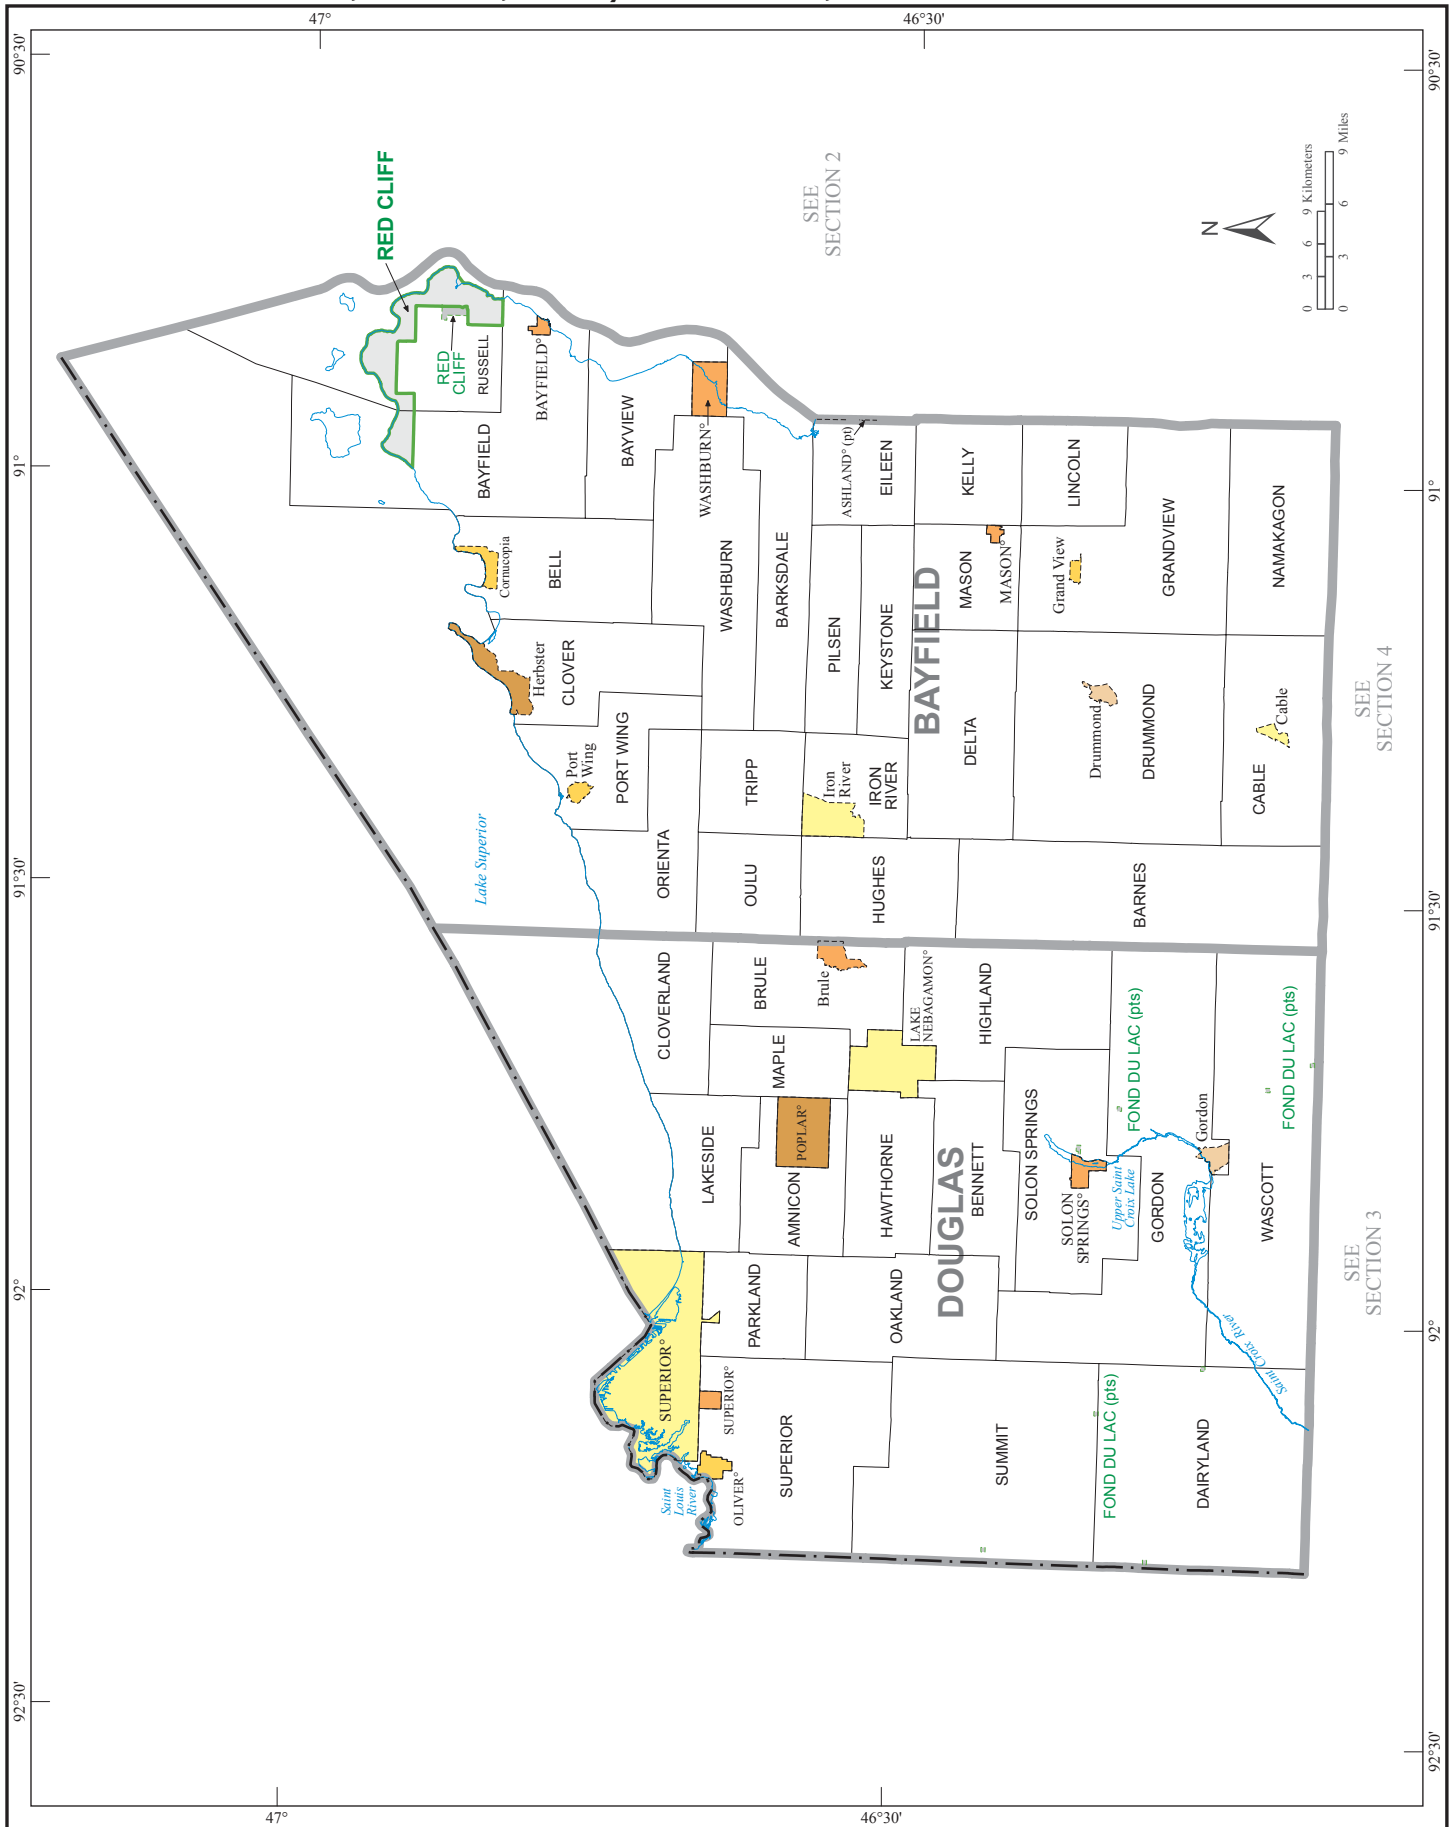 47°
46°30'
90°30'
90°30'
RED CLIFF
SEE
SECTION 2
N
0 3 6 9 Kilometers
0 3 6 9 Miles
RED
CLIFF
RUSSELL
BAYFIELD°
BAYFIELD
BAYVIEW
WASHBURN°
ASHLAND° (pt)
EILEEN
KELLY
LINCOLN
91°
91°
Cornucopia
BELL
WASHBURN
BARKSDALE
PILSEN
KEYSTONE
BAYFIELD
MASON
MASON°
Grand View
GRANDVIEW
NAMAKAGON
Herbster
CLOVER
Port
Wing
PORT WING
TRIPP
Iron
River
IRON
RIVER
DELTA
Drummond
DRUMMOND
Cable
CABLE
SEE
SECTION 4
Lake Superior
ORIENTA
OULU
HUGHES
BARNES
91°30'
91°30'
CLOVERLAND
BRULE
Brule
LAKE
NEBAGAMON°
HIGHLAND
FOND DU LAC (pts)
FOND DU LAC (pts)
MAPLE
POPLAR°
LAKESIDE
AMNICON
HAWTHORNE
DOUGLAS
BENNETT
SOLON SPRINGS
SOLON
SPRINGS°
Upper Saint
Croix Lake
GORDON
Gordon
WASCOTT
SEE
SECTION 3
92°
92°
PARKLAND
OAKLAND
Saint Croix River
SUPERIOR°
SUPERIOR°
SUPERIOR
Saint
Louis
River
OLIVER°
SUMMIT
FOND DU LAC (pts)
DAIRYLAND
92°30'
92°30'
47°
46°30'